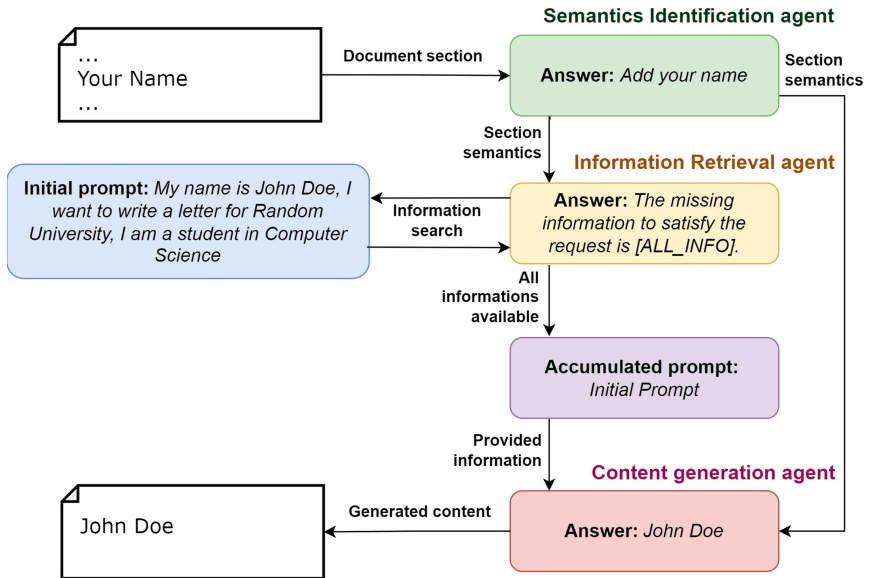 Semantics Identification agent
...
Your Name
...
Document section
Answer: Add your name
Section
semantics
Section
semantics
Information Retrieval agent
Initial prompt: My name is John Doe, I
want to write a letter for Random
University, I am a student in Computer
Science
Information
search
Answer: The missing
information to satisfy the
request is [ALL_INFO].
All
informations
available
Accumulated prompt:
Initial Prompt
Provided
information
Content generation agent
John Doe
Generated content
Answer: John Doe